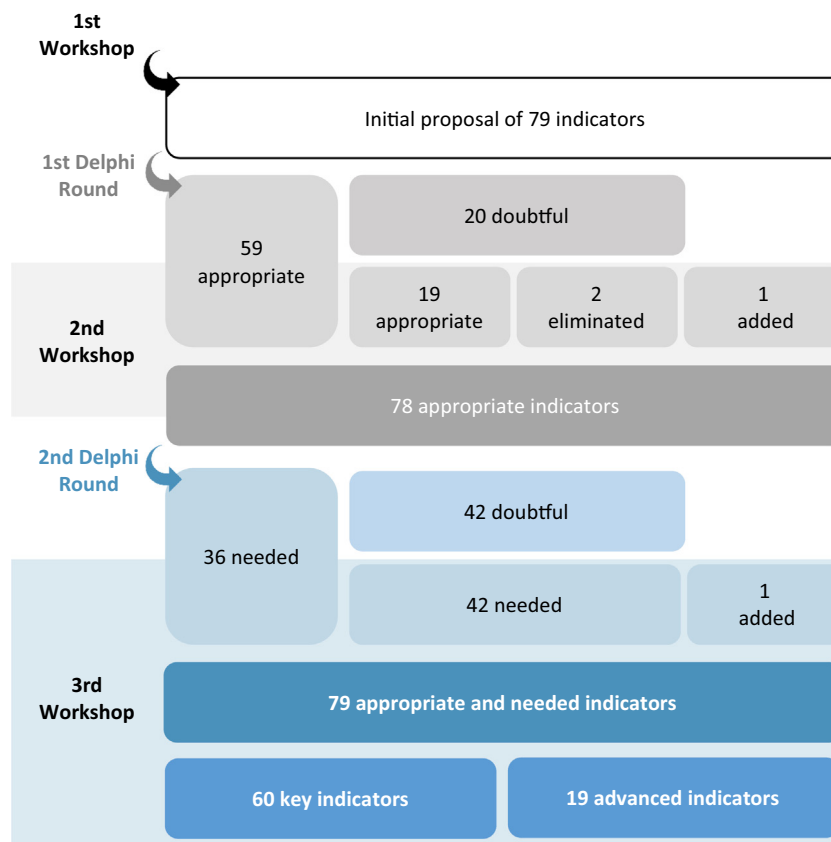 1st
Workshop
Initial proposal of 79 indicators
1st Delphi
Round
59
appropriate
20 doubtful
2nd
Workshop
19
appropriate
2
eliminated
1
added
78 appropriate indicators
2nd Delphi
Round
36 needed
42 doubtful
42 needed
1
added
3rd
Workshop
79 appropriate and needed indicators
60 key indicators
19 advanced indicators